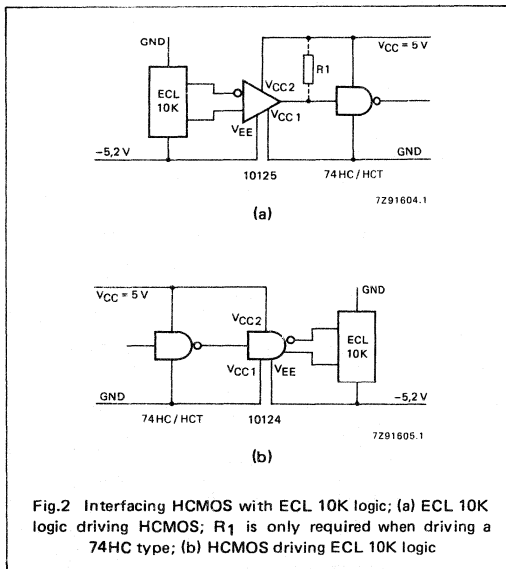 GND
VCC = 5 V
R1
ECL
10K
VCC2
VCC1
VEE
−5,2 V
GND
10125
74HC/HCT
7Z91604.1
(a)
VCC = 5 V
GND
VCC2
ECL
10K
VCC1
VEE
GND
−5,2 V
74HC/HCT
10124
7Z91605.1
(b)
Fig.2 Interfacing HCMOS with ECL 10K logic; (a) ECL 10K
logic driving HCMOS; R1 is only required when driving a
74HC type; (b) HCMOS driving ECL 10K logic